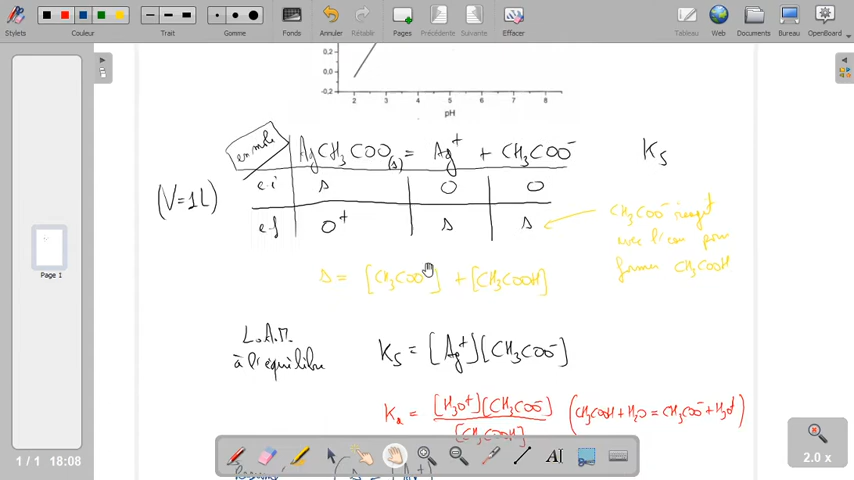 Stylets
Couleur
Trait
Gomme
Fonds
Annuler
Rétablir
Pages
Précédente
Suivante
Effacer
Tableau
Web
Documents
Bureau
OpenBoard
0,2
0,0
-0,2
2 3 4 5 6 7 8
pH
en mole
AgCH3COO(s) = Ag+ + CH3COO-
Ks
e.i s 0 0
(V=1L)
e.f 0+ s s
CH3COO- réagit
avec l'eau pour
former CH3COOH
s = [CH3COO-] + [CH3COOH]
L.A.M
à l'équilibre
Ks = [Ag+][CH3COO-]
Ka = [H3O+][CH3COO-]
[CH3COOH]
(CH3COOH + H2O = CH3COO- + H3O+)
s = [Ag+]
Page 1
1 / 1 18:08
2.0 x